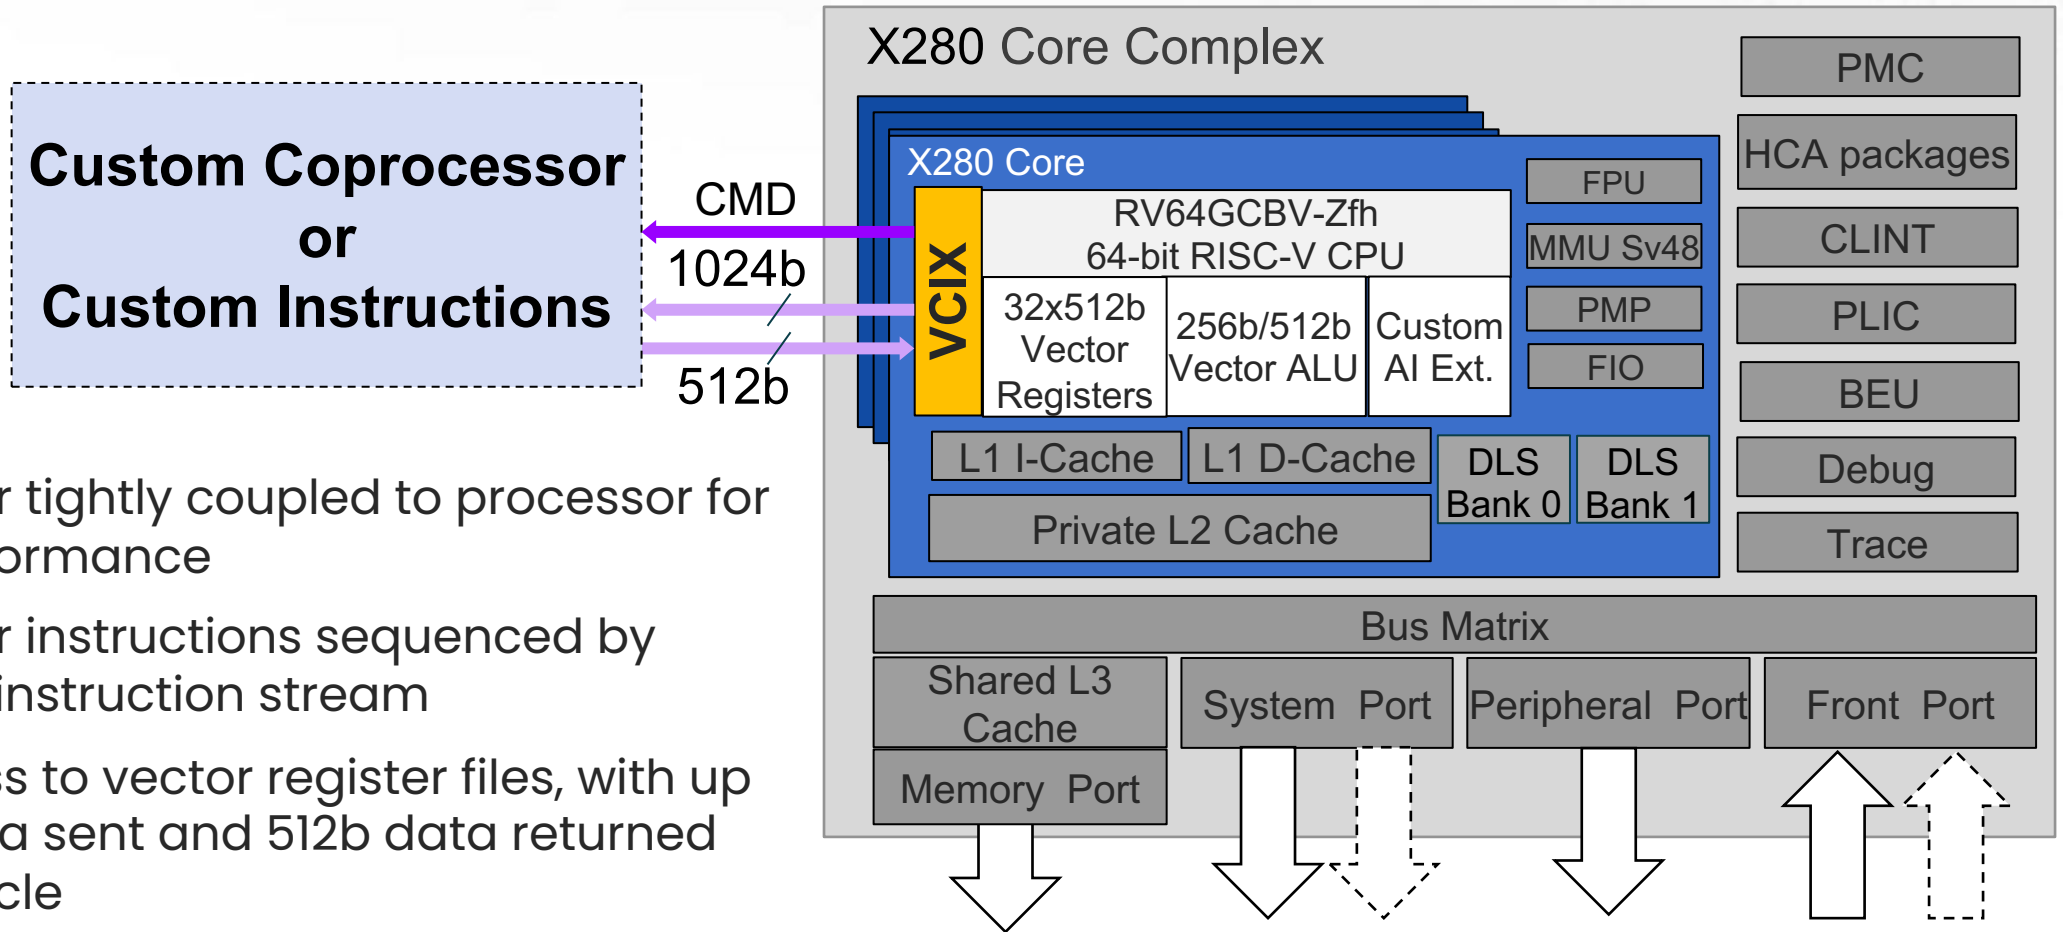 X280 Core Complex
Custom Coprocessor
or
Custom Instructions
CMD
1024b
512b
X280 Core
VCIX
RV64GCBV-Zfh
64-bit RISC-V CPU
32x512b
Vector
Registers
256b/512b
Vector ALU
Custom
AI Ext.
FPU
MMU Sv48
PMP
FIO
L1 I-Cache
L1 D-Cache
Private L2 Cache
DLS
Bank 0
DLS
Bank 1
PMC
HCA packages
CLINT
PLIC
BEU
Debug
Trace
Bus Matrix
Shared L3
Cache
Memory Port
System Port
Peripheral Port
Front Port
r tightly coupled to processor for
ormance
r instructions sequenced by
instruction stream
ss to vector register files, with up
a sent and 512b data returned
cle